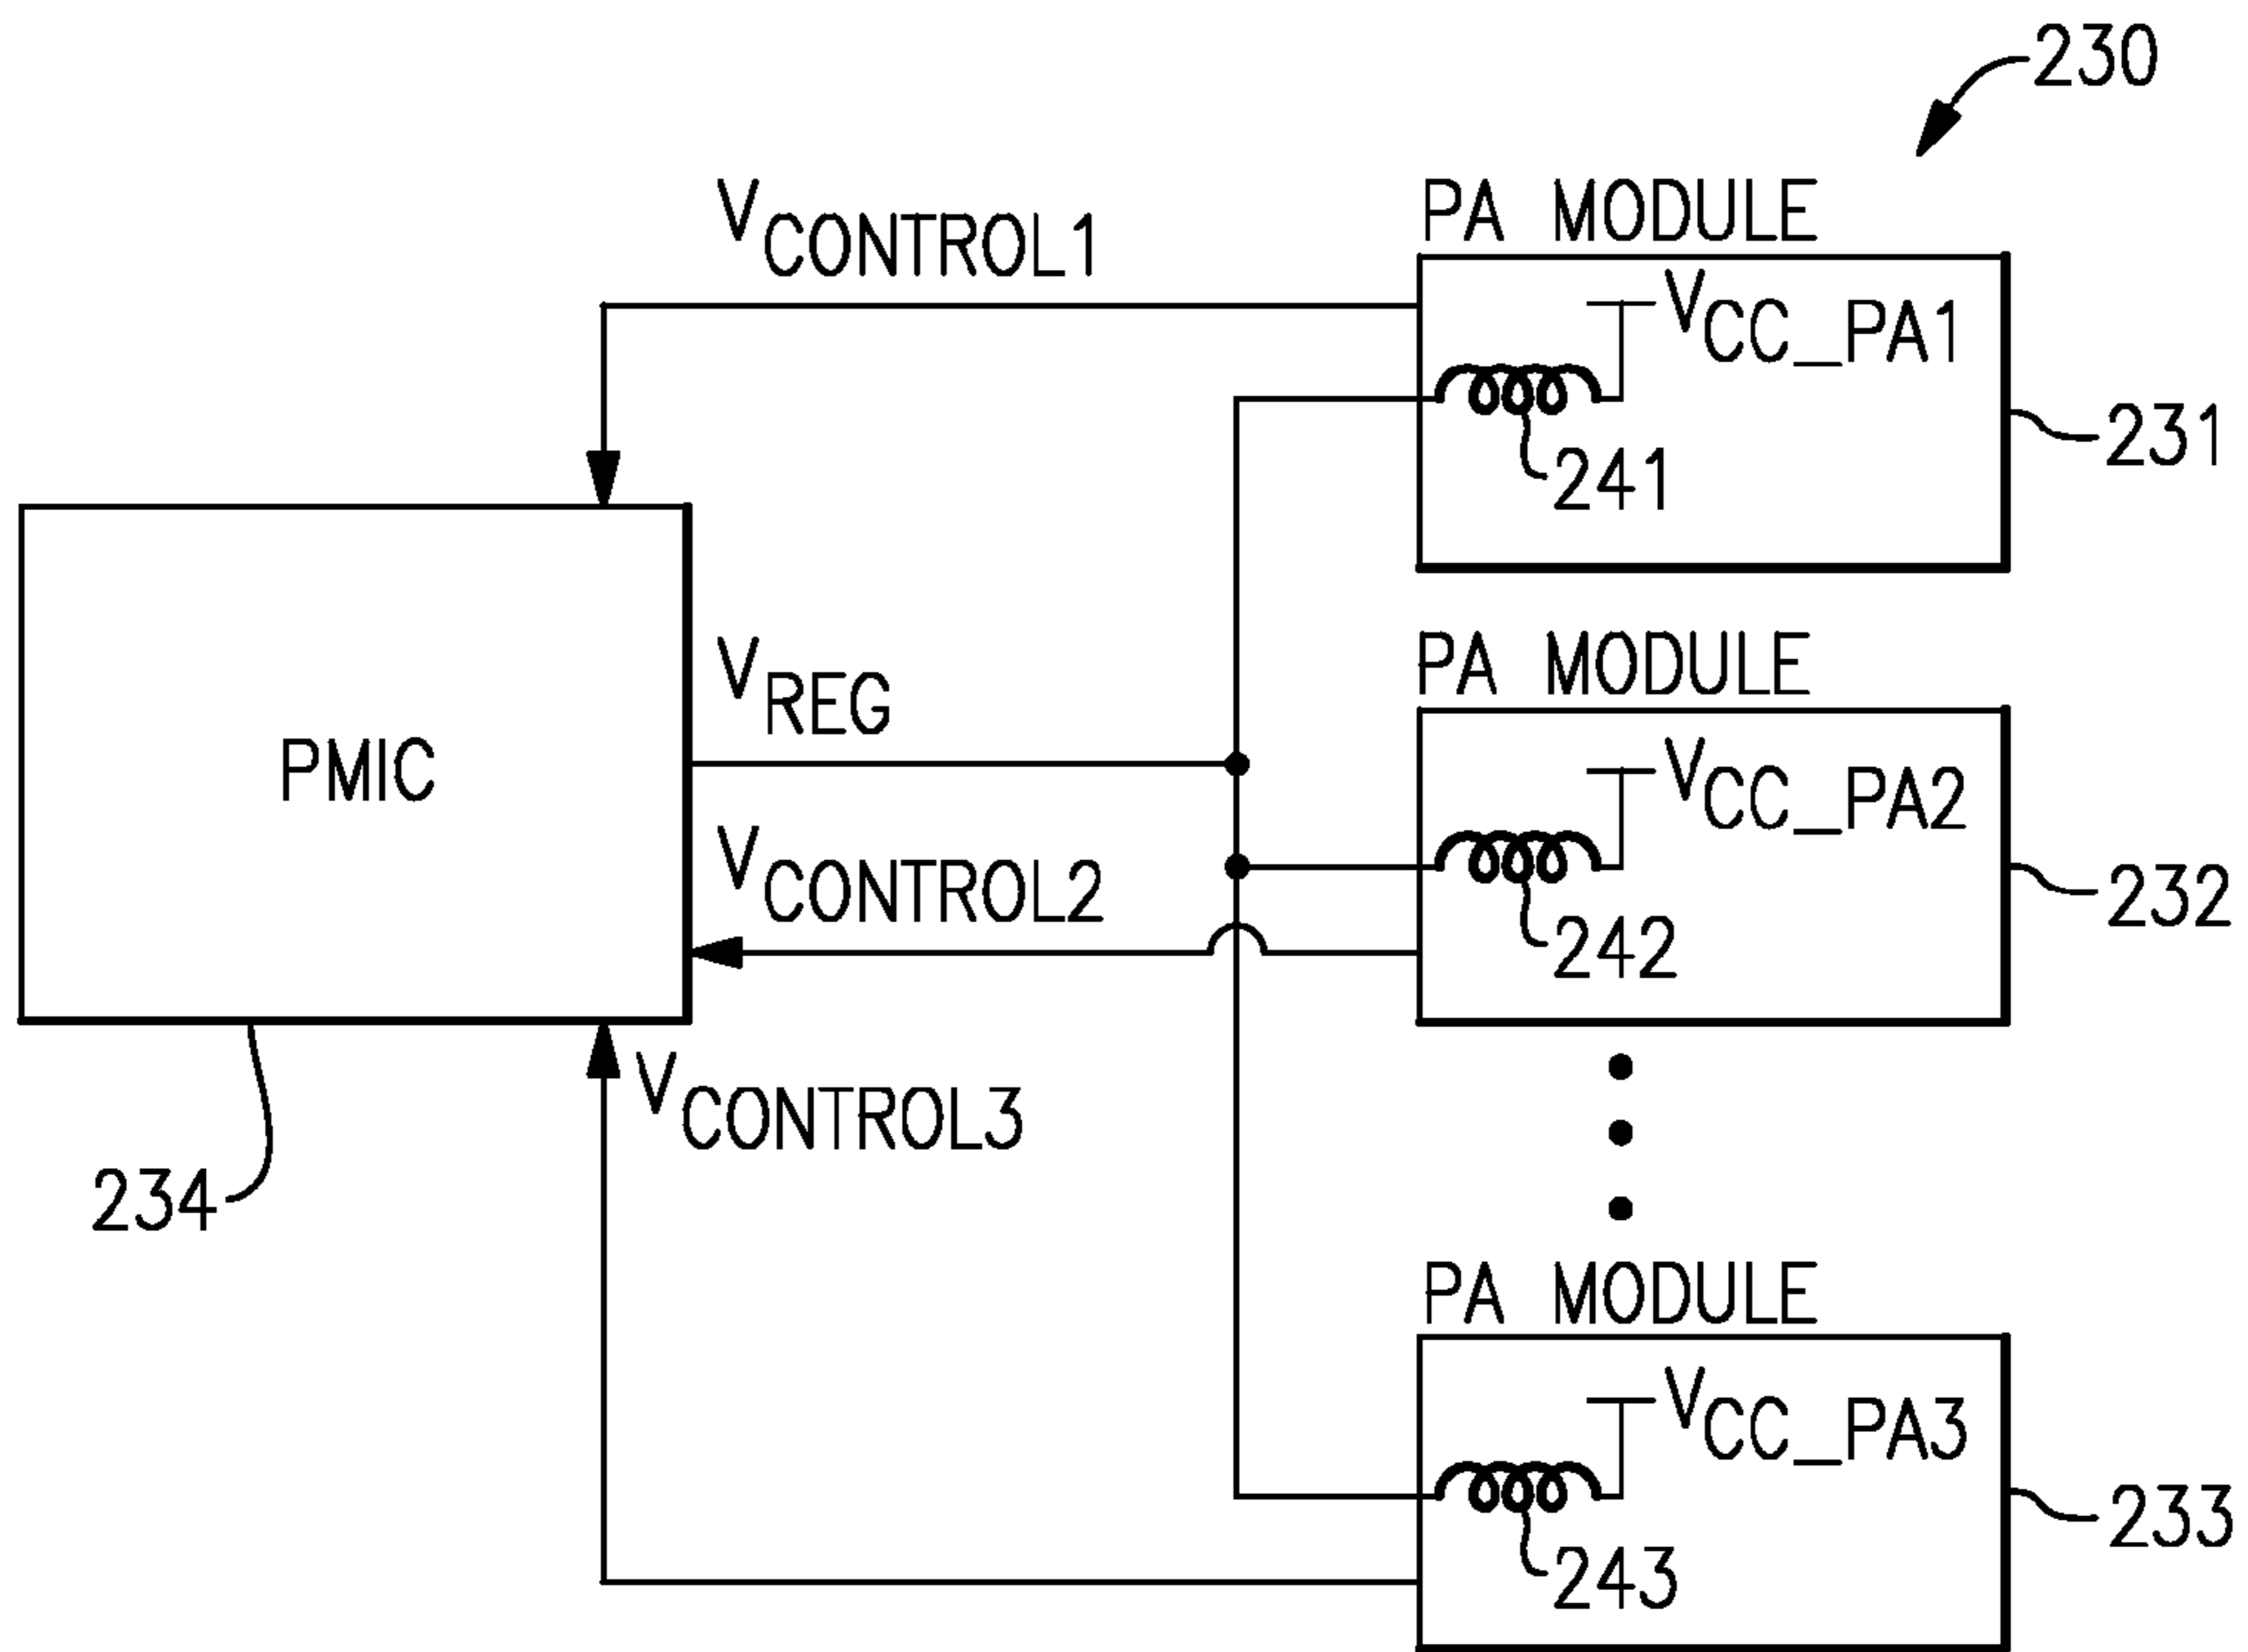 230
PA MODULE
VCONTROL1
VCC_PA1
231
241
PA MODULE
VREG
PMIC
VCC_PA2
VCONTROL2
232
242
VCONTROL3
234
PA MODULE
VCC_PA3
233
243